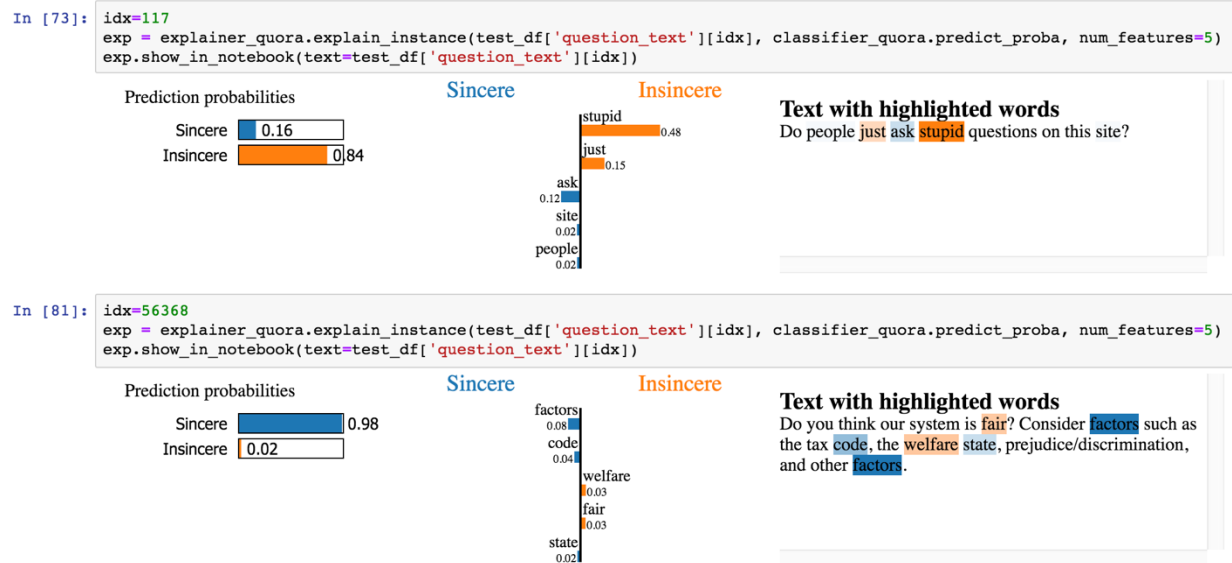 In [73]: idx=117
exp = explainer_quora.explain_instance(test_df['question_text'][idx], classifier_quora.predict_proba, num_features=5)
exp.show_in_notebook(text=test_df['question_text'][idx])
Prediction probabilities
Sincere 0.16
Insincere 0.84
Sincere Insincere
stupid
0.48
just
0.15
ask
0.12
site
0.02
people
0.02
Text with highlighted words
Do people just ask stupid questions on this site?
In [81]: idx=56368
exp = explainer_quora.explain_instance(test_df['question_text'][idx], classifier_quora.predict_proba, num_features=5)
exp.show_in_notebook(text=test_df['question_text'][idx])
Prediction probabilities
Sincere 0.98
Insincere 0.02
Sincere Insincere
factors
0.08
code
0.04
welfare
0.03
fair
0.03
state
0.02
Text with highlighted words
Do you think our system is fair? Consider factors such as
the tax code, the welfare state, prejudice/discrimination,
and other factors.